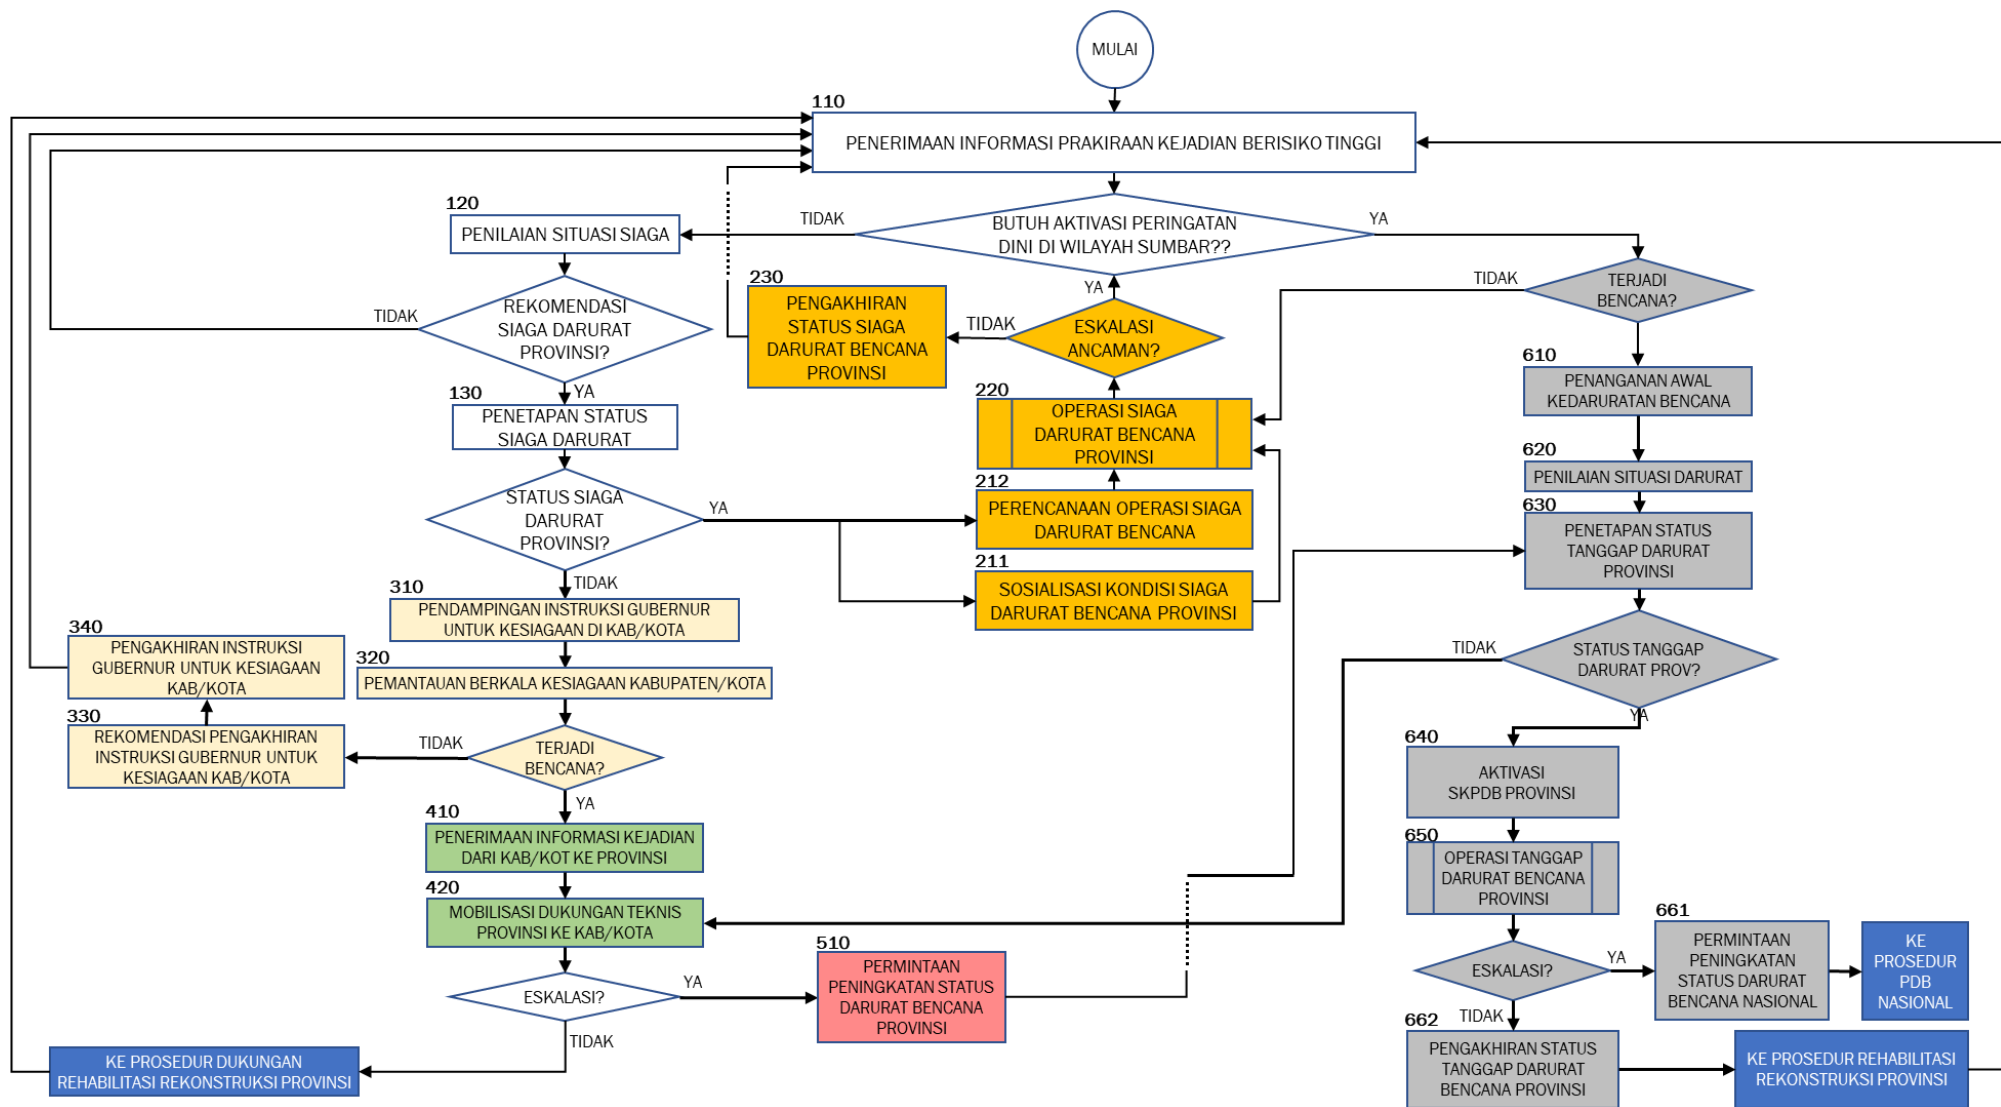 MULAI
110
PENERIMAAN INFORMASI PRAKIRAAN KEJADIAN BERISIKO TINGGI
BUTUH AKTIVASI PERINGATAN
DINI DI WILAYAH SUMBAR??
TIDAK
YA
120
PENILAIAN SITUASI SIAGA
REKOMENDASI
SIAGA DARURAT
PROVINSI?
TIDAK
YA
130
PENETAPAN STATUS
SIAGA DARURAT
STATUS SIAGA
DARURAT
PROVINSI?
YA
TIDAK
230
PENGAKHIRAN
STATUS SIAGA
DARURAT BENCANA
PROVINSI
TIDAK
YA
ESKALASI
ANCAMAN?
220
OPERASI SIAGA
DARURAT BENCANA
PROVINSI
212
PERENCANAAN OPERASI SIAGA
DARURAT BENCANA
211
SOSIALISASI KONDISI SIAGA
DARURAT BENCANA PROVINSI
310
PENDAMPINGAN INSTRUKSI GUBERNUR
UNTUK KESIAGAAN DI KAB/KOTA
320
PEMANTAUAN BERKALA KESIAGAAN KABUPATEN/KOTA
TERJADI
BENCANA?
TIDAK
YA
340
PENGAKHIRAN INSTRUKSI
GUBERNUR UNTUK KESIAGAAN
KAB/KOTA
330
REKOMENDASI PENGAKHIRAN
INSTRUKSI GUBERNUR UNTUK
KESIAGAAN KAB/KOTA
410
PENERIMAAN INFORMASI KEJADIAN
DARI KAB/KOT KE PROVINSI
420
MOBILISASI DUKUNGAN TEKNIS
PROVINSI KE KAB/KOTA
ESKALASI?
YA
TIDAK
510
PERMINTAAN
PENINGKATAN STATUS
DARURAT BENCANA
PROVINSI
KE PROSEDUR DUKUNGAN
REHABILITASI REKONSTRUKSI PROVINSI
TIDAK
TERJADI
BENCANA?
610
PENANGANAN AWAL
KEDARURATAN BENCANA
620
PENILAIAN SITUASI DARURAT
630
PENETAPAN STATUS
TANGGAP DARURAT
PROVINSI
TIDAK
STATUS TANGGAP
DARURAT PROV?
YA
640
AKTIVASI
SKPDB PROVINSI
650
OPERASI TANGGAP
DARURAT BENCANA
PROVINSI
ESKALASI?
YA
TIDAK
661
PERMINTAAN
PENINGKATAN
STATUS DARURAT
BENCANA NASIONAL
KE
PROSEDUR
PDB
NASIONAL
662
PENGAKHIRAN STATUS
TANGGAP DARURAT
BENCANA PROVINSI
KE PROSEDUR REHABILITASI
REKONSTRUKSI PROVINSI